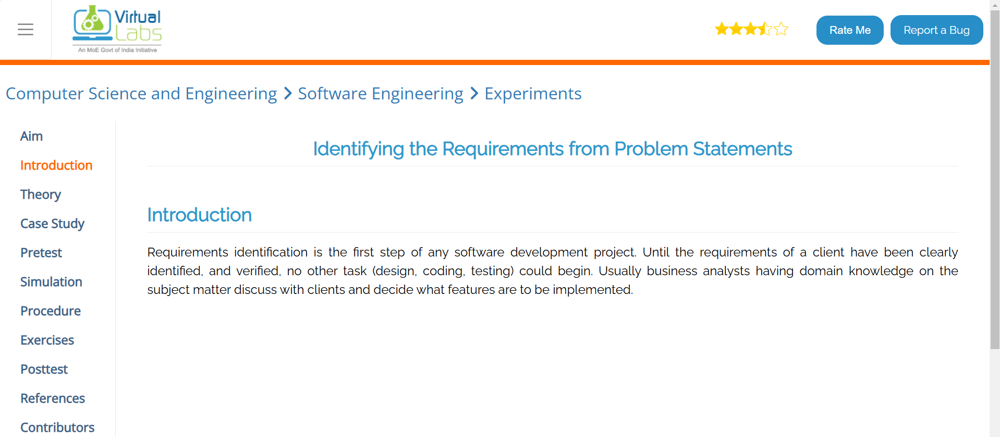 Virtual
Labs
An MoE Govt of India Initiative
Rate Me
Report a Bug
Computer Science and Engineering
Software Engineering
Experiments
Aim
Introduction
Theory
Case Study
Pretest
Simulation
Procedure
Exercises
Posttest
References
Contributors
Identifying the Requirements from Problem Statements
Introduction
Requirements identification is the first step of any software development project. Until the requirements of a client have been clearly
identified, and verified, no other task (design, coding, testing) could begin. Usually business analysts having domain knowledge on the
subject matter discuss with clients and decide what features are to be implemented.